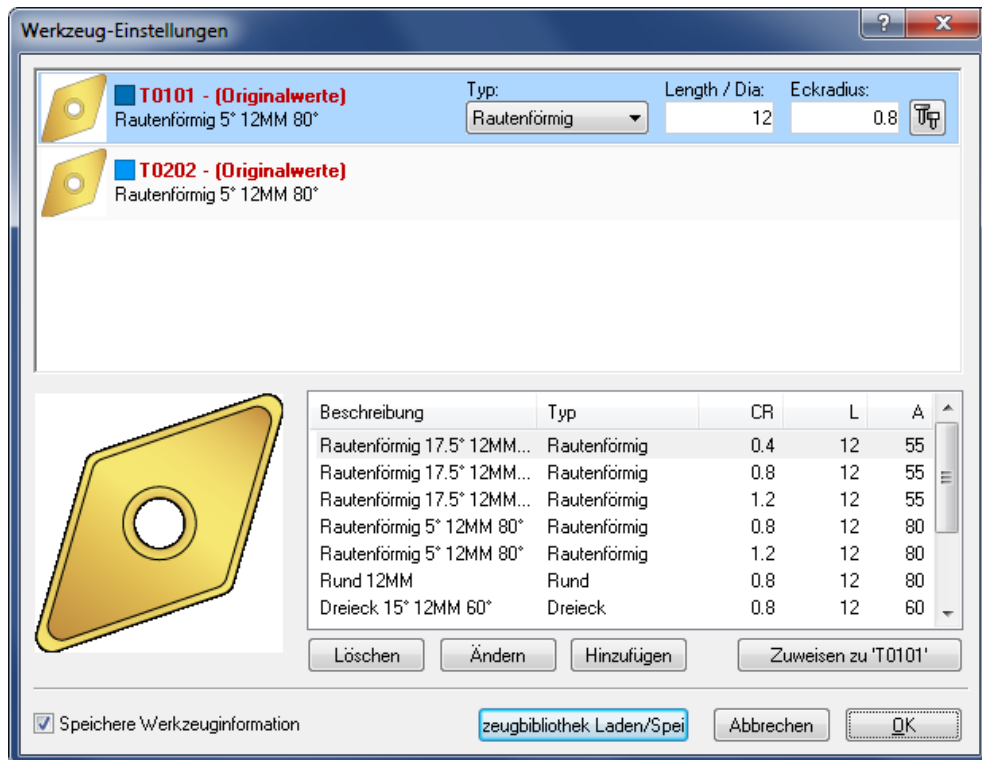 Werkzeug-Einstellungen
T0101 - (Originalwerte)
Rautenförmig 5° 12MM 80°
Typ: Length / Dia: Eckradius:
Rautenförmig 12 0.8
T0202 - (Originalwerte)
Rautenförmig 5° 12MM 80°
Beschreibung Typ CR L A
Rautenförmig 17.5° 12MM... Rautenförmig 0.4 12 55
Rautenförmig 17.5° 12MM... Rautenförmig 0.8 12 55
Rautenförmig 17.5° 12MM... Rautenförmig 1.2 12 55
Rautenförmig 5° 12MM 80° Rautenförmig 0.8 12 80
Rautenförmig 5° 12MM 80° Rautenförmig 1.2 12 80
Rund 12MM Rund 0.8 12 80
Dreieck 15° 12MM 60° Dreieck 0.8 12 60
Löschen Ändern Hinzufügen Zuweisen zu 'T0101'
Speichere Werkzeuginformation zeugbibliothek Laden/Spei Abbrechen OK